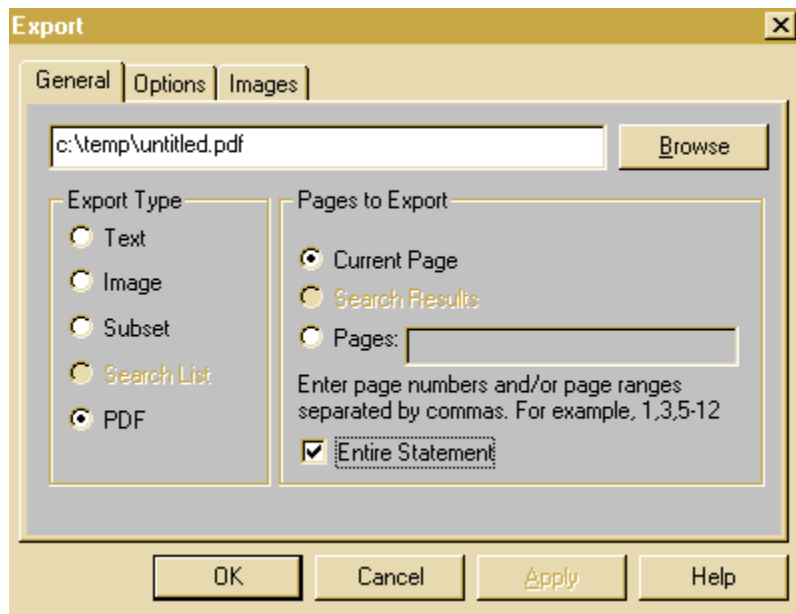 Export
General Options Images
c:\temp\untitled.pdf Browse
Export Type
Text
Image
Subset
Search List
PDF
Pages to Export
Current Page
Search Results
Pages:
Enter page numbers and/or page ranges
separated by commas. For example, 1,3,5-12
Entire Statement
OK Cancel Apply Help